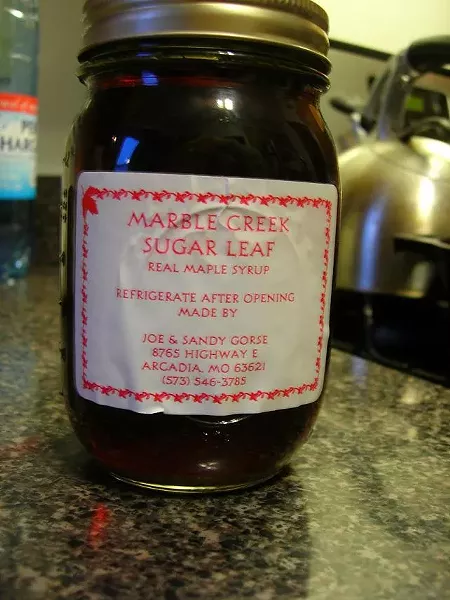 MARBLE CREEK
SUGAR LEAF
REAL MAPLE SYRUP
REFRIGERATE AFTER OPENING
MADE BY
JOE & SANDY GORSE
8765 HIGHWAY E
ARCADIA, MO 63621
(573) 546-3785